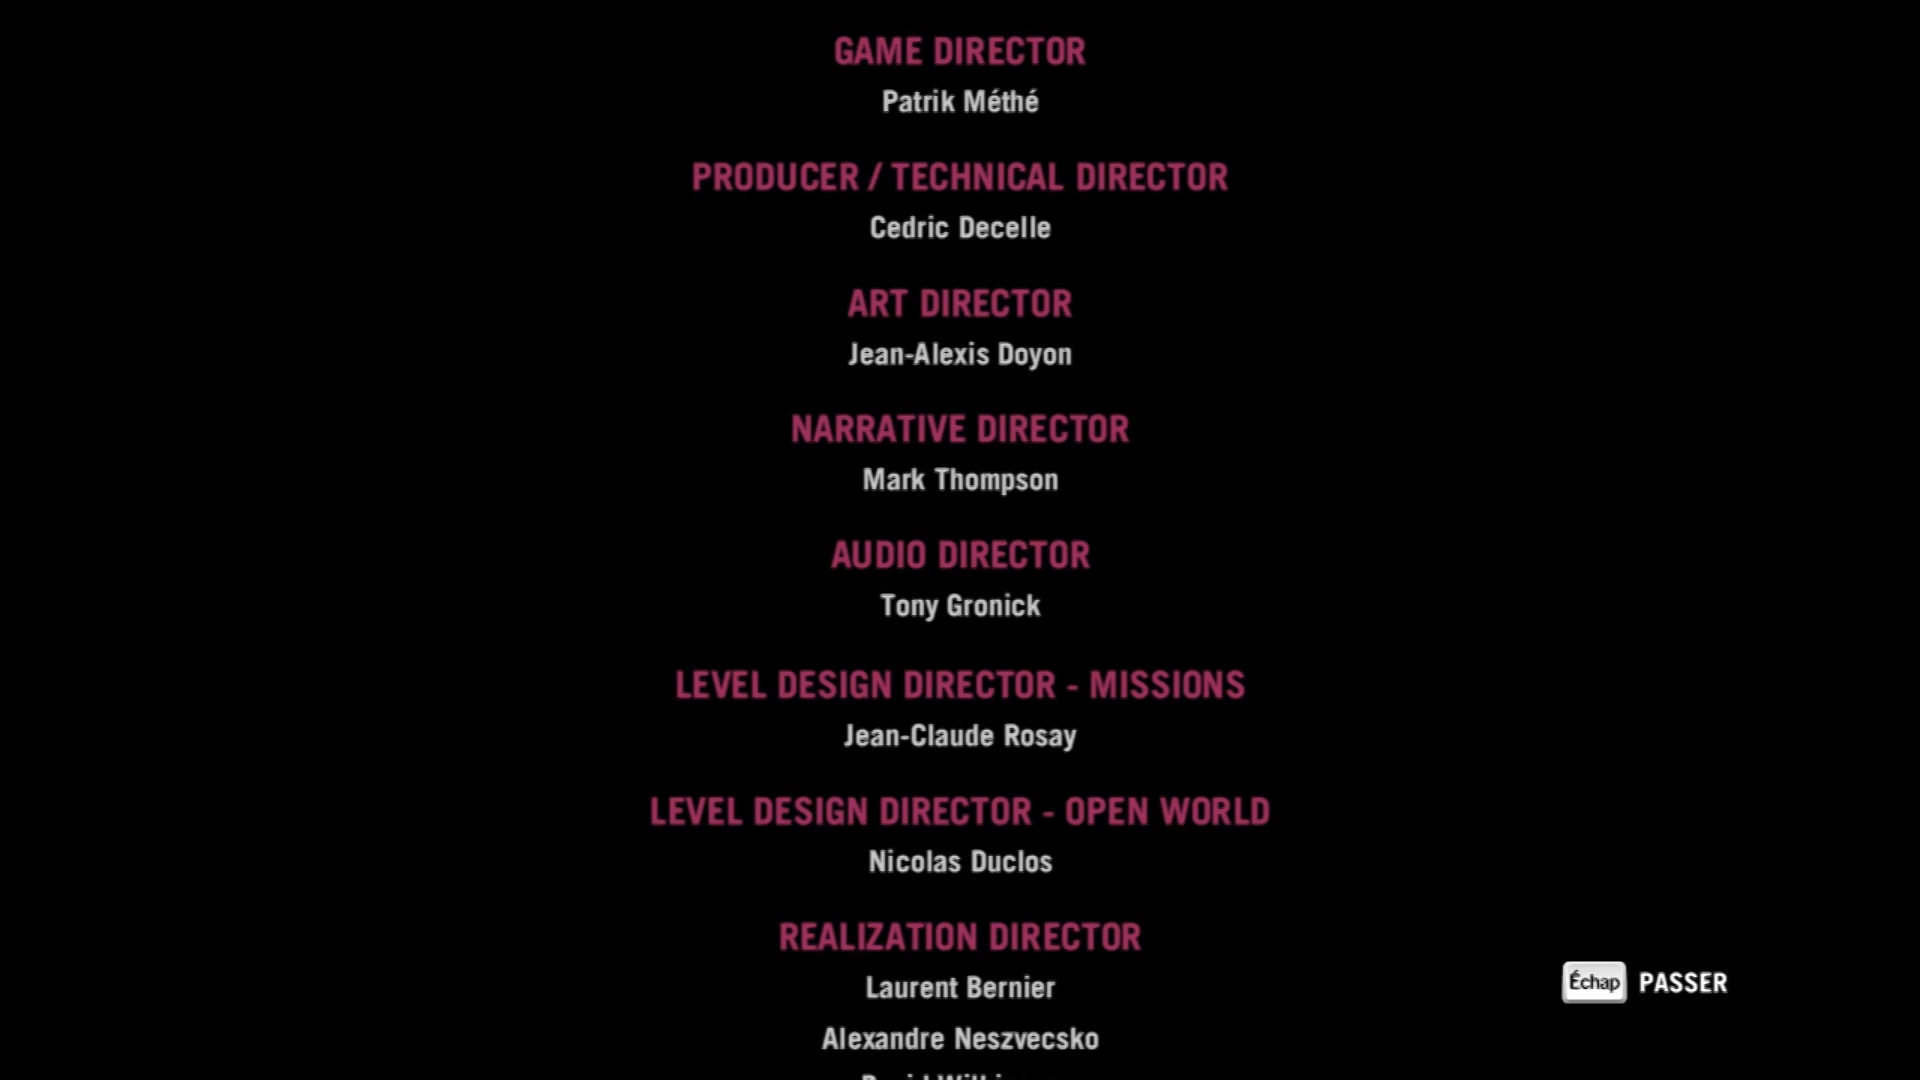 GAME DIRECTOR
Patrik Méthé
PRODUCER / TECHNICAL DIRECTOR
Cedric Decelle
ART DIRECTOR
Jean-Alexis Doyon
NARRATIVE DIRECTOR
Mark Thompson
AUDIO DIRECTOR
Tony Gronick
LEVEL DESIGN DIRECTOR - MISSIONS
Jean-Claude Rosay
LEVEL DESIGN DIRECTOR - OPEN WORLD
Nicolas Duclos
REALIZATION DIRECTOR
Laurent Bernier
Échap PASSER
Alexandre Neszvecsko